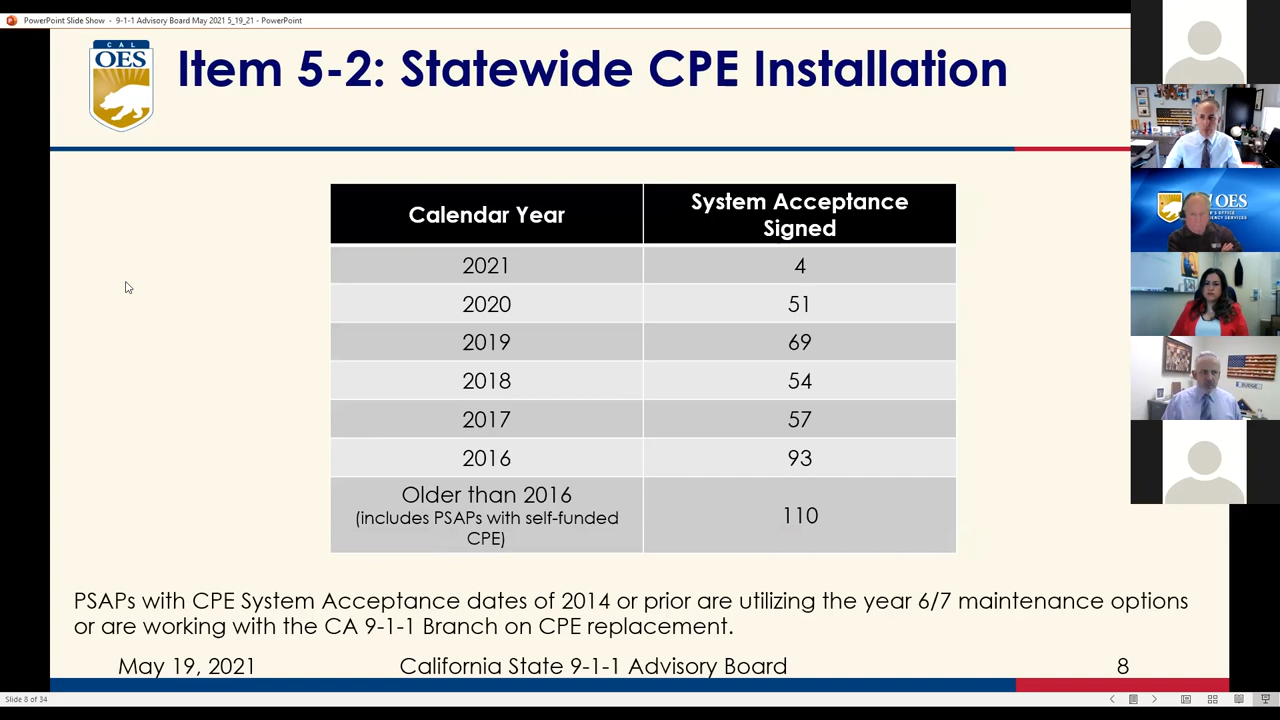 PowerPoint Slide Show - 9-1-1 Advisory Board May 2021 5_19_21 - PowerPoint
CAL
OES
Item 5-2: Statewide CPE Installation
Calendar Year
System Acceptance
Signed
2021
4
2020
51
2019
69
2018
54
2017
57
2016
93
Older than 2016
(includes PSAPs with self-funded
CPE)
110
PSAPs with CPE System Acceptance dates of 2014 or prior are utilizing the year 6/7 maintenance options
or are working with the CA 9-1-1 Branch on CPE replacement.
May 19, 2021
California State 9-1-1 Advisory Board
8
Slide 8 of 34
OES